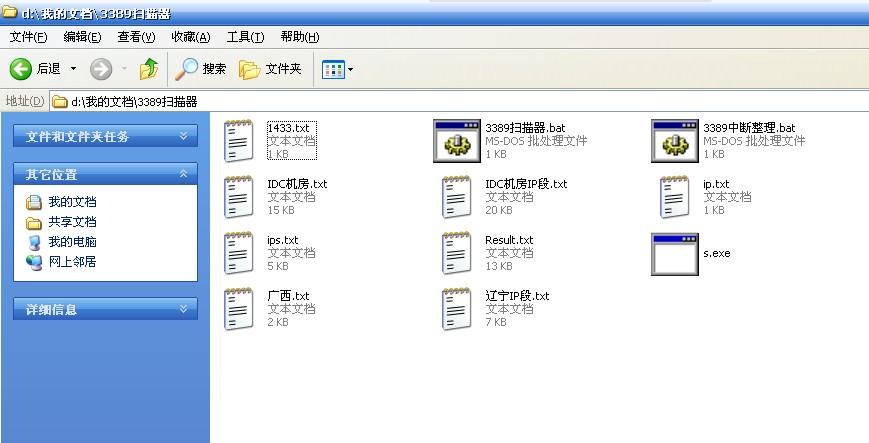 d:\我的文档\3389扫描器
文件(F) 编辑(E) 查看(V) 收藏(A) 工具(T) 帮助(H)
后退 搜索 文件夹
地址(D) d:\我的文档\3389扫描器
文件和文件夹任务
其它位置
我的文档
共享文档
我的电脑
网上邻居
详细信息
1433.txt
文本文档
1 KB
3389扫描器.bat
MS-DOS 批处理文件
1 KB
3389中断整理.bat
MS-DOS 批处理文件
1 KB
IDC机房.txt
文本文档
15 KB
IDC机房IP段.txt
文本文档
20 KB
ip.txt
文本文档
1 KB
ips.txt
文本文档
5 KB
Result.txt
文本文档
13 KB
s.exe
广西.txt
文本文档
2 KB
辽宁IP段.txt
文本文档
7 KB